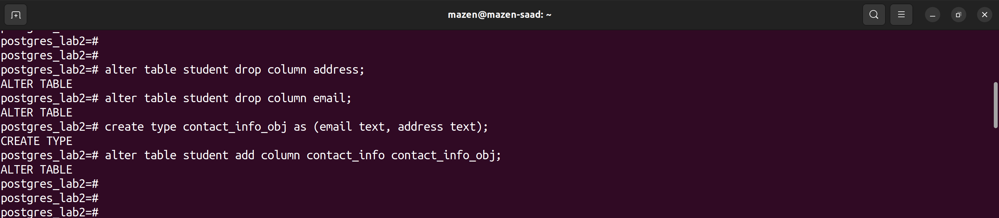 mazen@mazen-saad: ~
postgres_lab2=#
postgres_lab2=#
postgres_lab2=# alter table student drop column address;
ALTER TABLE
postgres_lab2=# alter table student drop column email;
ALTER TABLE
postgres_lab2=# create type contact_info_obj as (email text, address text);
CREATE TYPE
postgres_lab2=# alter table student add column contact_info contact_info_obj;
ALTER TABLE
postgres_lab2=#
postgres_lab2=#
postgres_lab2=#